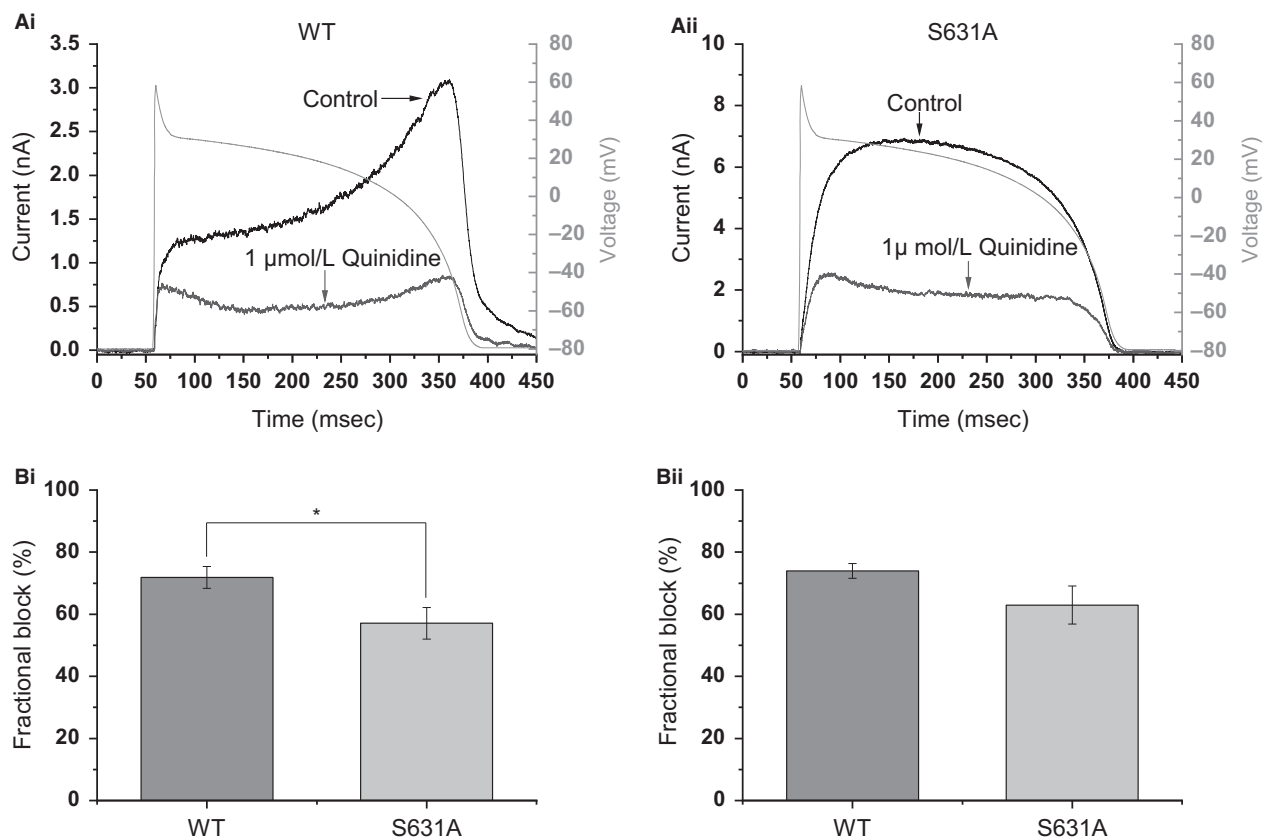 Ai
WT
3.5
3.0
2.5
2.0
1.5
1.0
0.5
0.0
Current (nA)
80
60
40
20
0
−20
−40
−60
−80
Voltage (mV)
Control
1 μmol/L Quinidine
0 50 100 150 200 250 300 350 400 450
Time (msec)
Aii
S631A
10
8
6
4
2
0
Current (nA)
80
60
40
20
0
−20
−40
−60
−80
Voltage (mV)
Control
1μ mol/L Quinidine
0 50 100 150 200 250 300 350 400 450
Time (msec)
Bi
100
80
60
40
20
0
Fractional block (%)
*
WT S631A
Bii
100
80
60
40
20
0
Fractional block (%)
WT S631A